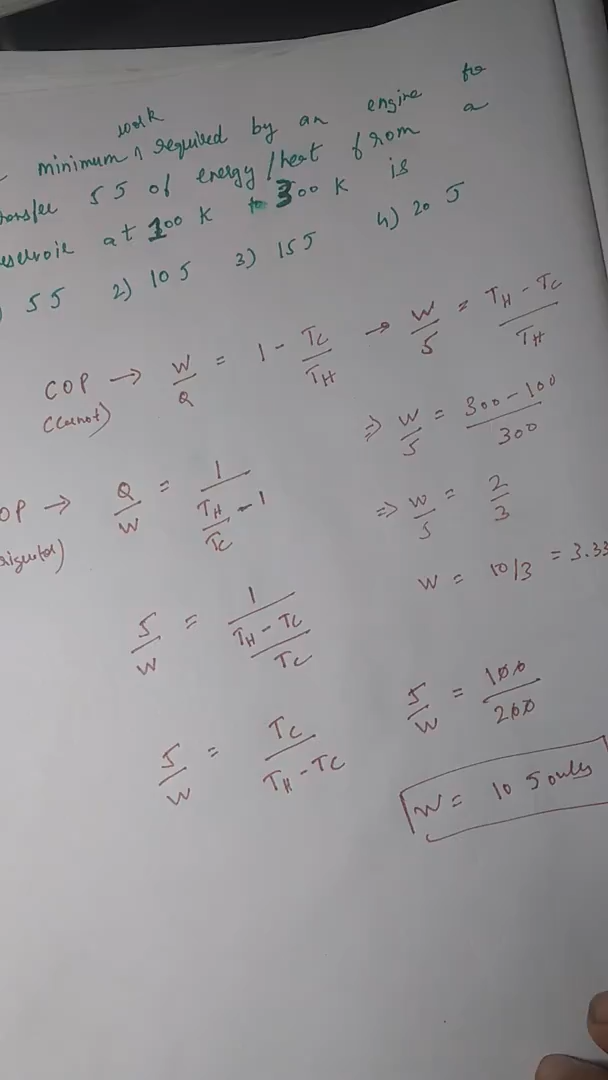 work
minimum ∧ required by an engine to
transfer 5 J of energy /heat from a
reservoir at 100 K to 300 K is
) 5 J 2) 10 J 3) 15 J 4) 20 J
COP → W/Q = 1 - TC/TH → W/5 = (TH - TC)/TH
(Carnot)
⇒ W/5 = (300 - 100)/300
OP → Q/W = 1/(TH/TC - 1)
⇒ W/5 = 2/3
W = 10/3 = 3.33
5/W = 1/((TH - TC)/TC)
5/W = 100/200
5/W = TC/(TH - TC)
W = 10 Joules